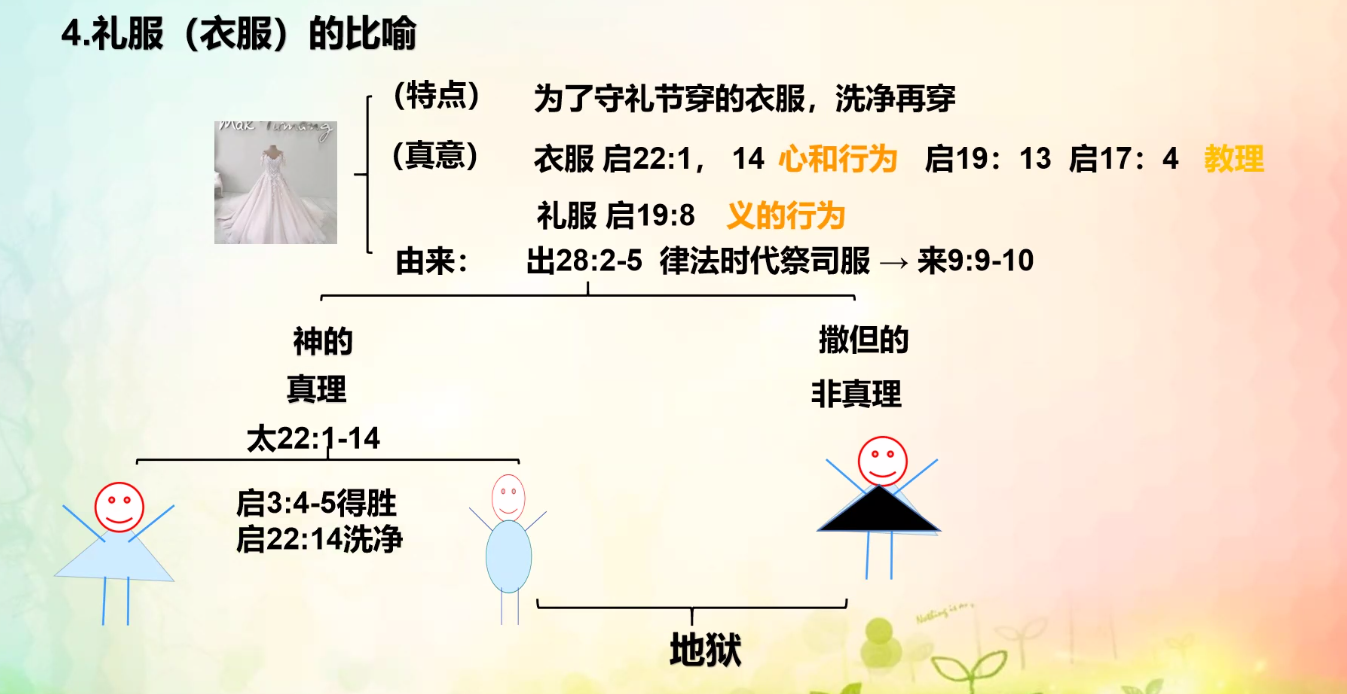 4.礼服（衣服）的比喻
（特点） 为了守礼节穿的衣服，洗净再穿
（真意） 衣服 启22:1， 14 心和行为 启19：13 启17：4 教理
礼服 启19:8 义的行为
由来： 出28:2-5 律法时代祭司服 → 来9:9-10
神的 撒但的
真理 非真理
太22:1-14
启3:4-5得胜
启22:14洗净
地狱